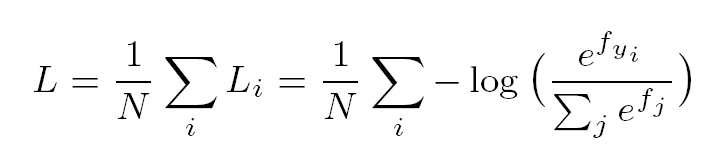 L = \frac{1}{N} \sum_i L_i = \frac{1}{N} \sum_i - \log \left( \frac{e^{f_{y_i}}}{\sum_j e^{f_j}} \right)